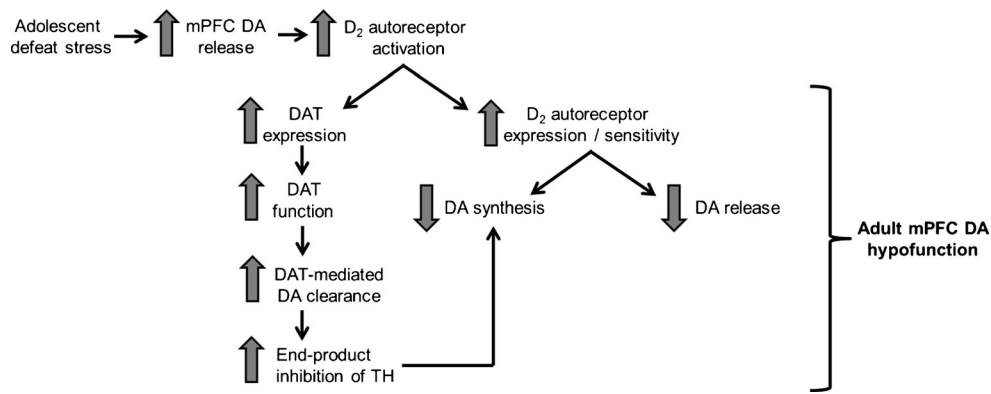 Adolescent
defeat stress
mPFC DA
release
D₂ autoreceptor
activation
DAT
expression
D₂ autoreceptor
expression / sensitivity
DAT
function
DA synthesis
DA release
Adult mPFC DA
hypofunction
DAT-mediated
DA clearance
End-product
inhibition of TH